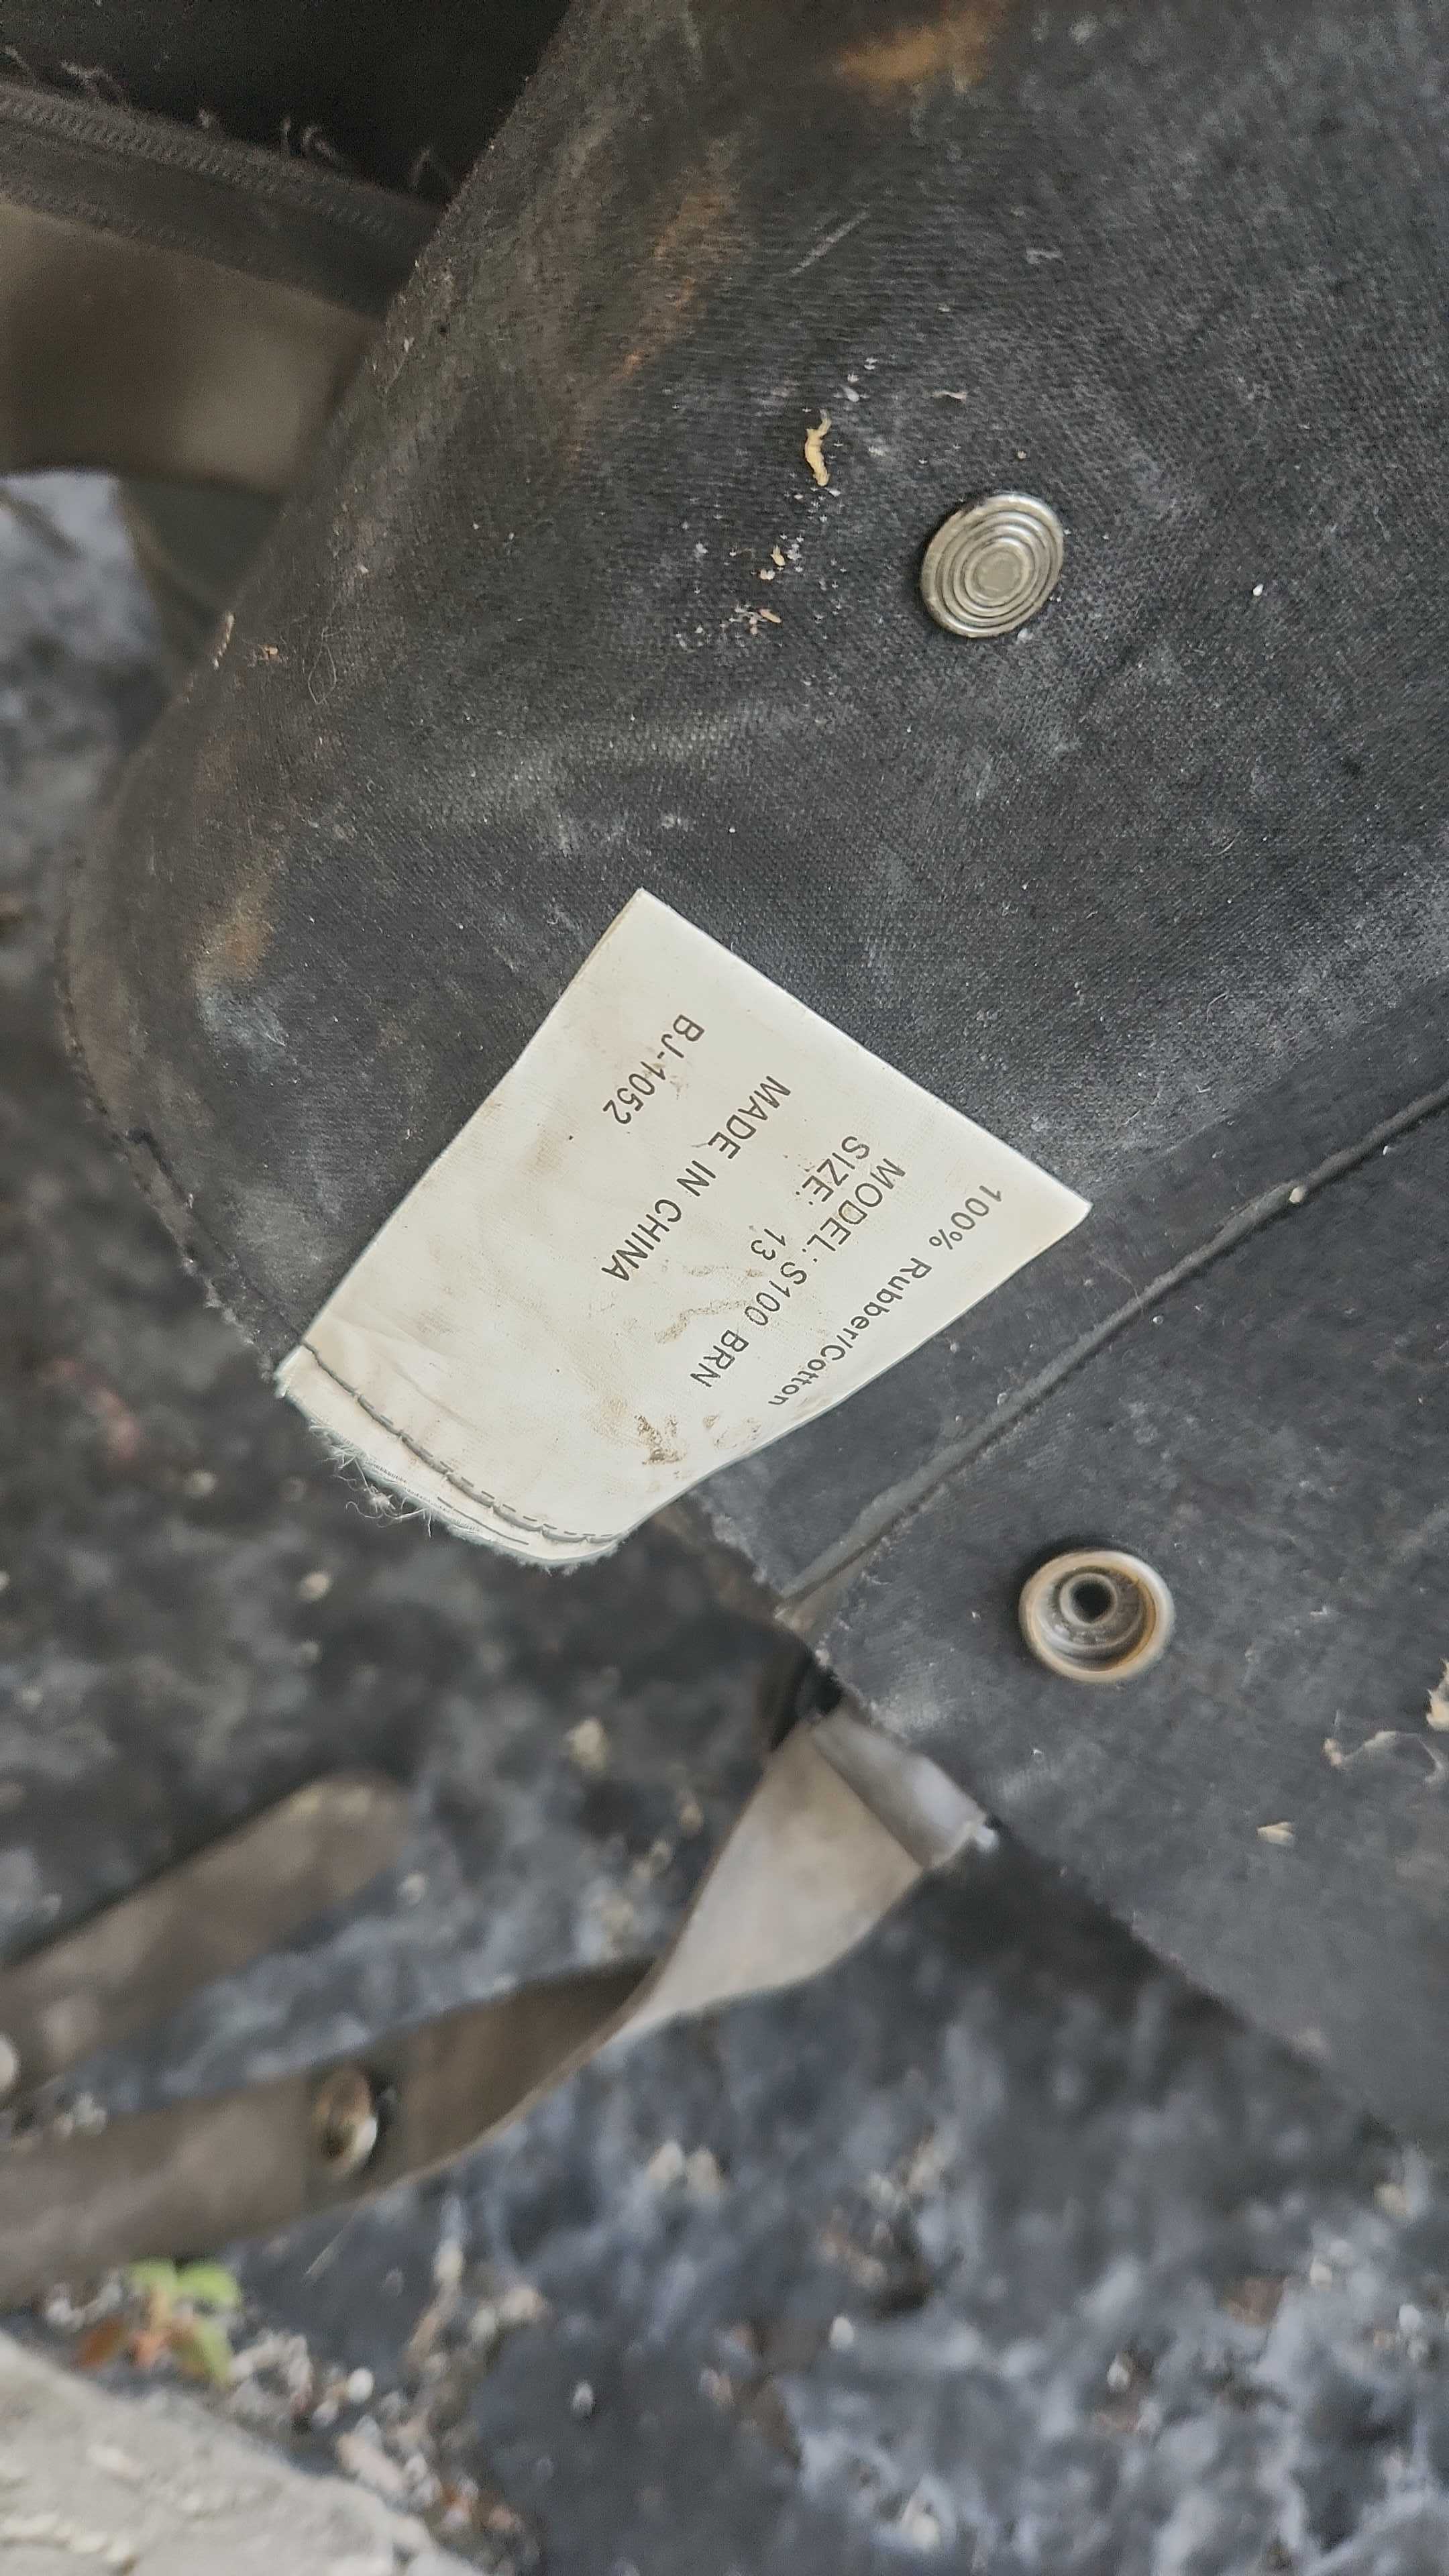 100% Rubber/Cotton
MODEL: S100 BRN
SIZE: 13
MADE IN CHINA
BJ-1052